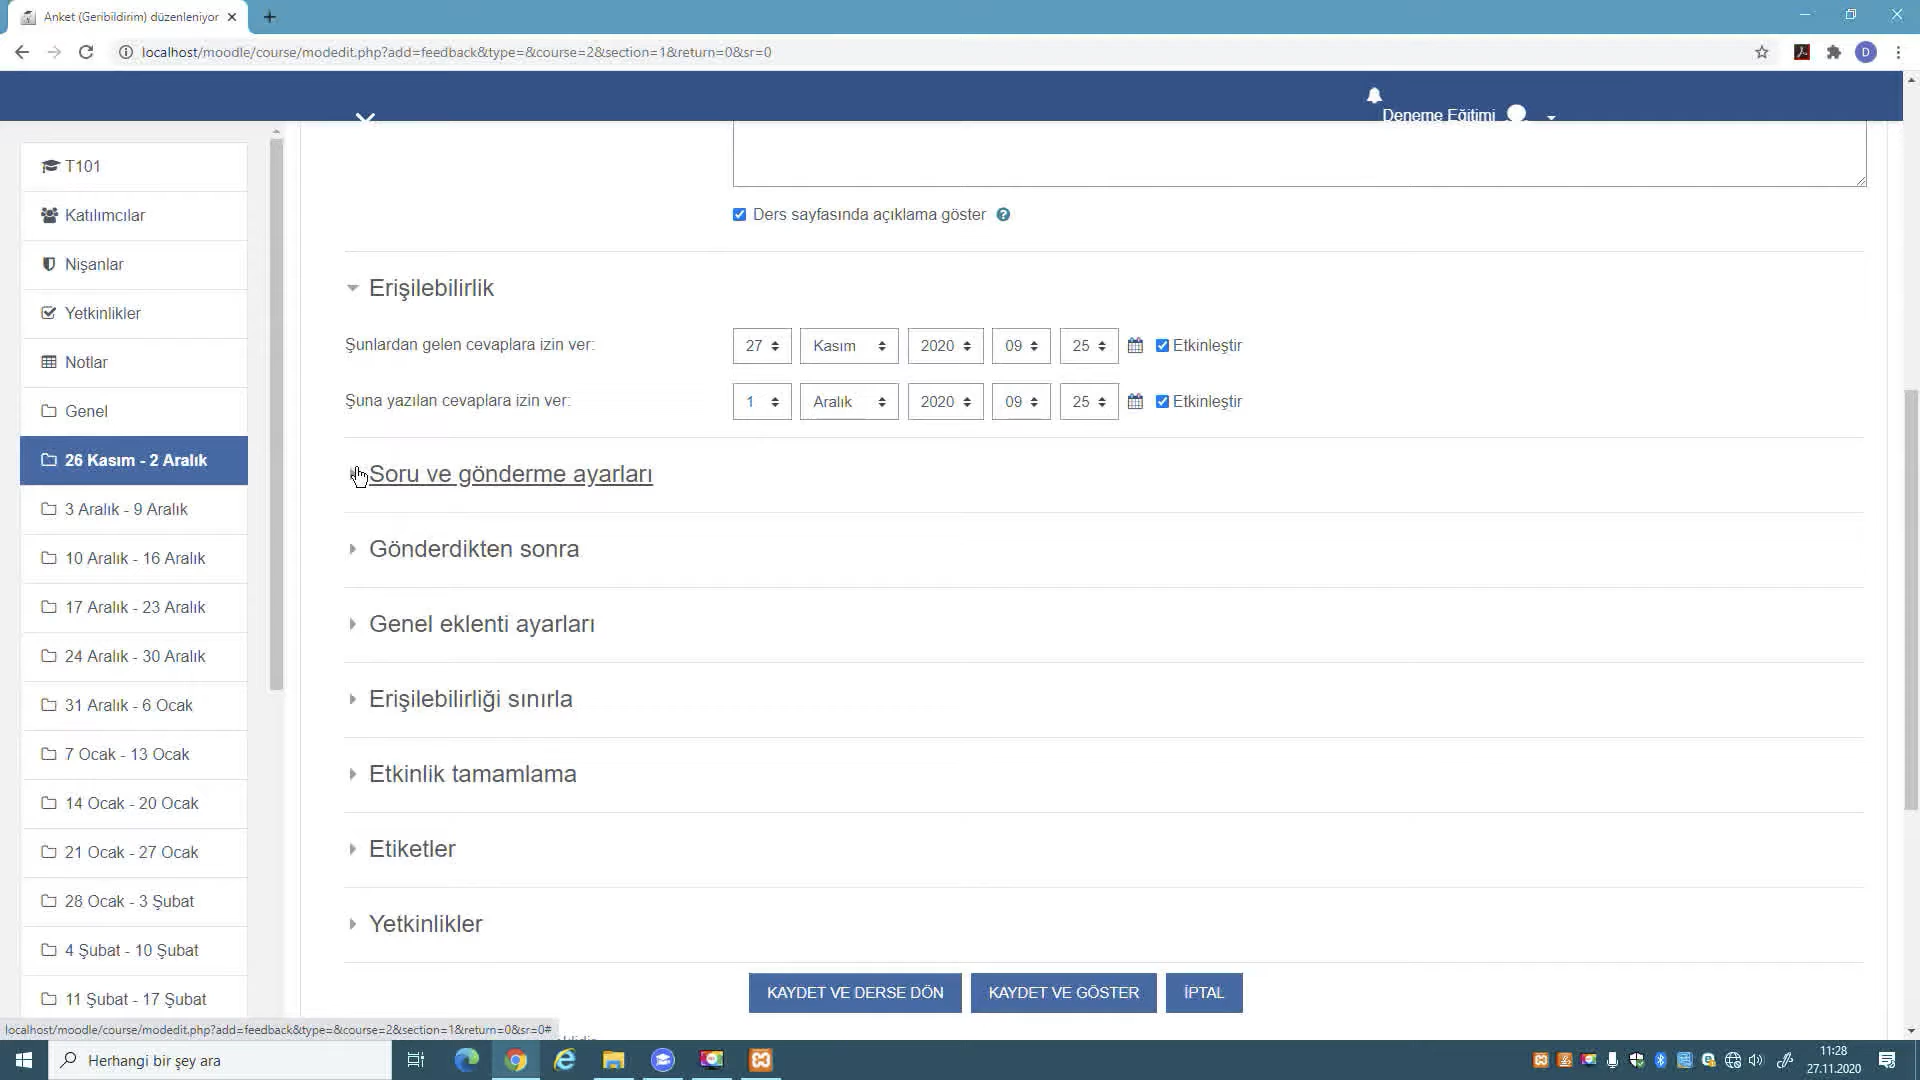 Anket (Geribildirim) düzenleniyor
localhost/moodle/course/modedit.php?add=feedback&type=&course=2&section=1&return=0&sr=0
D
Deneme Eğitimi
T101
Katılımcılar
Nişanlar
Yetkinlikler
Notlar
Genel
26 Kasım - 2 Aralık
3 Aralık - 9 Aralık
10 Aralık - 16 Aralık
17 Aralık - 23 Aralık
24 Aralık - 30 Aralık
31 Aralık - 6 Ocak
7 Ocak - 13 Ocak
14 Ocak - 20 Ocak
21 Ocak - 27 Ocak
28 Ocak - 3 Şubat
4 Şubat - 10 Şubat
11 Şubat - 17 Şubat
Ders sayfasında açıklama göster
Erişilebilirlik
Şunlardan gelen cevaplara izin ver: 27 Kasım 2020 09 25 Etkinleştir
Şuna yazılan cevaplara izin ver: 1 Aralık 2020 09 25 Etkinleştir
Soru ve gönderme ayarları
Gönderdikten sonra
Genel eklenti ayarları
Erişilebilirliği sınırla
Etkinlik tamamlama
Etiketler
Yetkinlikler
KAYDET VE DERSE DÖN KAYDET VE GÖSTER İPTAL
localhost/moodle/course/modedit.php?add=feedback&type=&course=2&section=1&return=0&sr=0#
Herhangi bir şey ara
11:28
27.11.2020